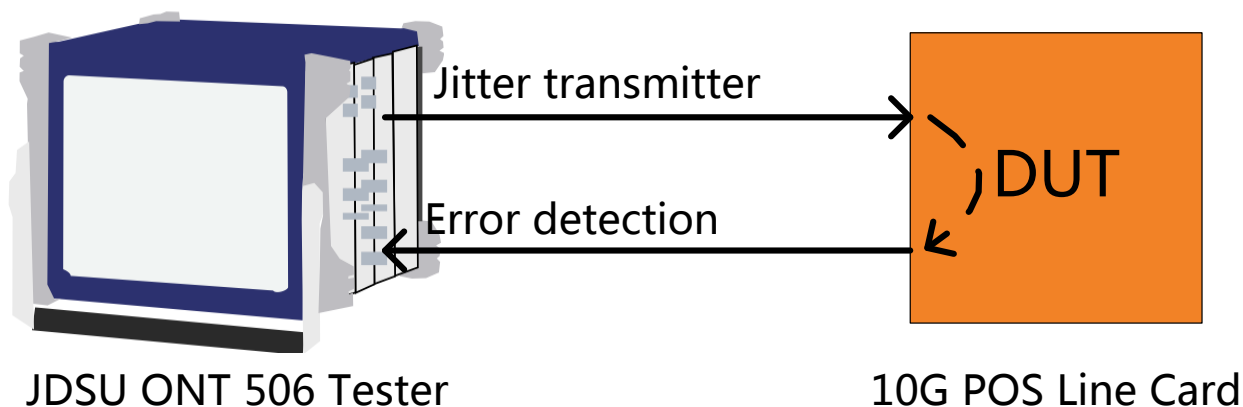 Jitter transmitter
DUT
Error detection
JDSU ONT 506 Tester
10G POS Line Card